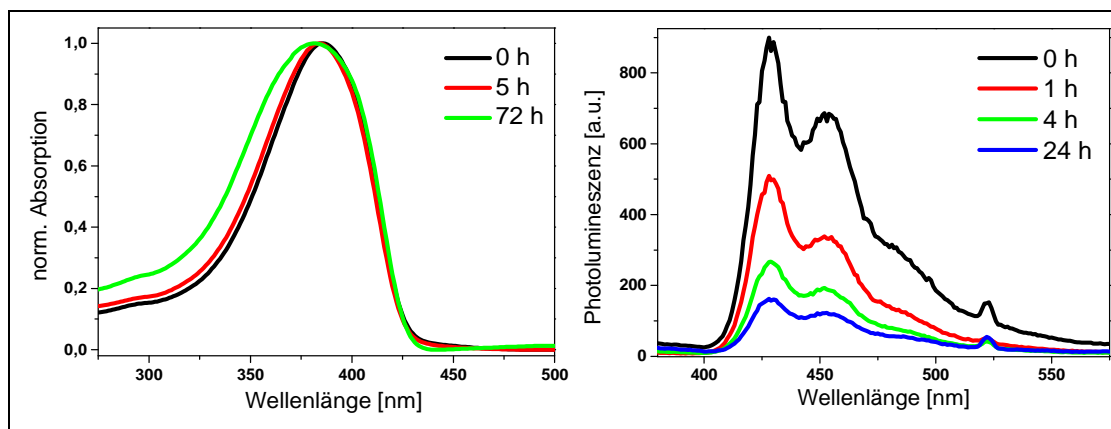 norm. Absorption
1,0
0,8
0,6
0,4
0,2
0,0
300
350
400
450
500
Wellenlänge [nm]
0 h
5 h
72 h
Photolumineszenz [a.u.]
800
600
400
200
0
400
450
500
550
Wellenlänge [nm]
0 h
1 h
4 h
24 h